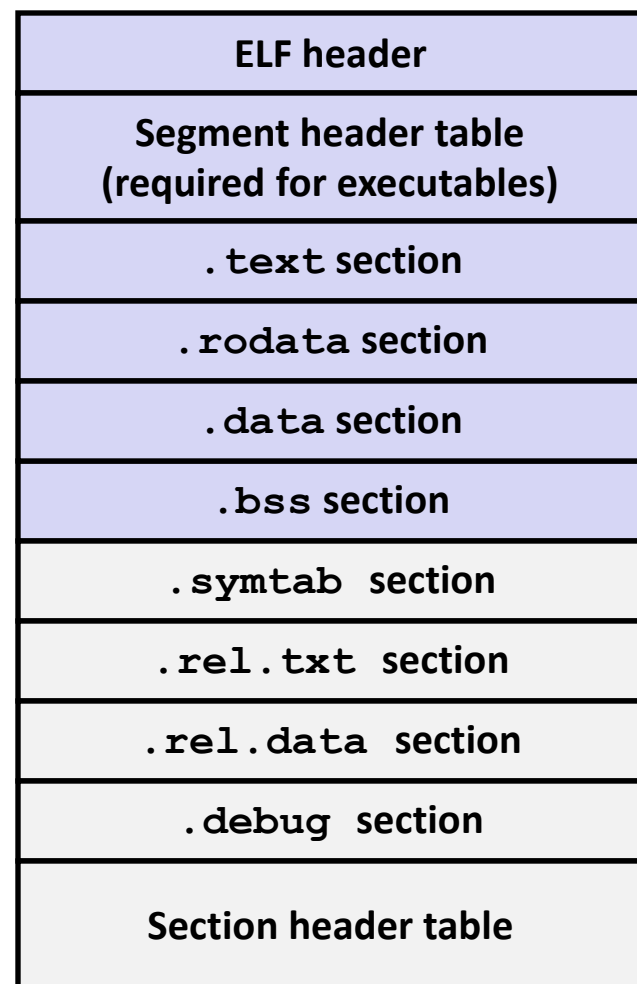 ELF header
Segment header table
(required for executables)
.text section
.rodata section
.data section
.bss section
.symtab section
.rel.txt section
.rel.data section
.debug section
Section header table